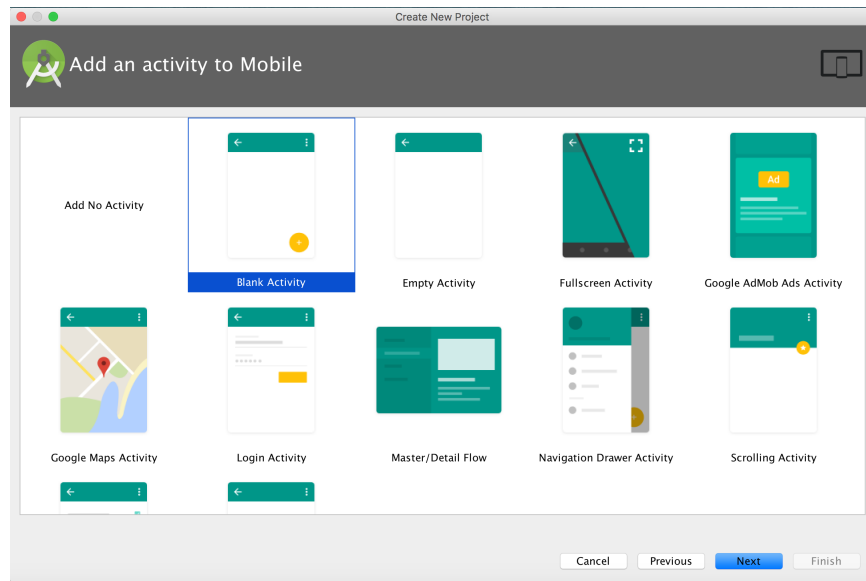 Create New Project
Add an activity to Mobile
Add No Activity
Ad
Blank Activity
Empty Activity
Fullscreen Activity
Google AdMob Ads Activity
Google Maps Activity
Login Activity
Master/Detail Flow
Navigation Drawer Activity
Scrolling Activity
Cancel
Previous
Next
Finish